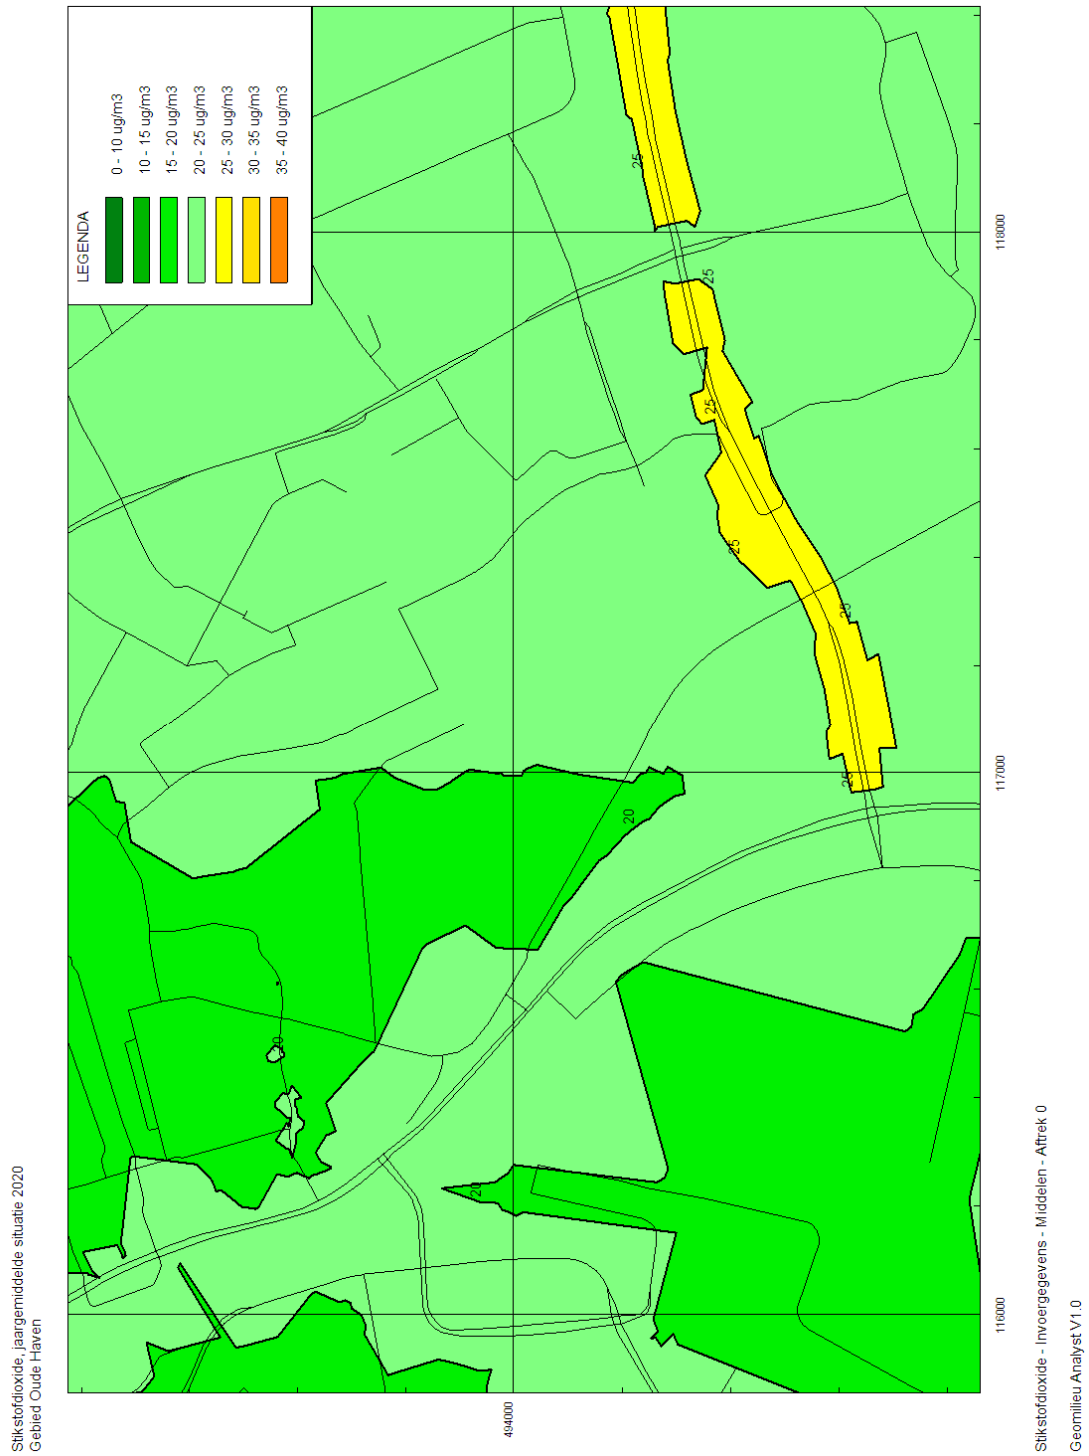 Stikstofdioxide, jaargemiddelde situatie 2020
Gebied Oude Haven
LEGENDA
0 - 10 ug/m3
10 - 15 ug/m3
15 - 20 ug/m3
20 - 25 ug/m3
25 - 30 ug/m3
30 - 35 ug/m3
35 - 40 ug/m3
25
25
25
25
25
25
20
20
20
494000
116000
117000
118000
Stikstofdioxide - Invoergegevens - Middelen - Aftrek 0
Geomilieu Analyst V1.0